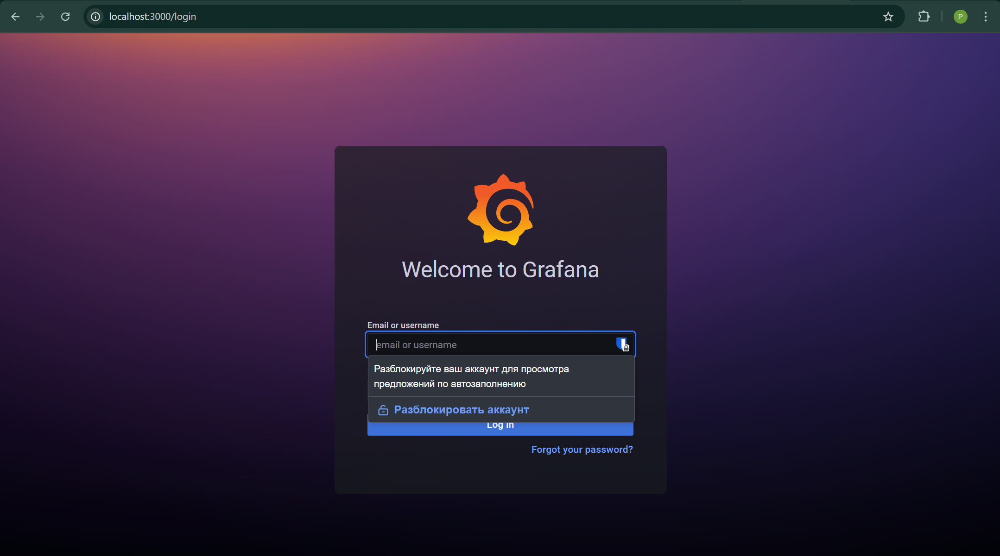 localhost:3000/login
P
Welcome to Grafana
Email or username
email or username
Разблокируйте ваш аккаунт для просмотра
предложений по автозаполнению
Разблокировать аккаунт
Log in
Forgot your password?